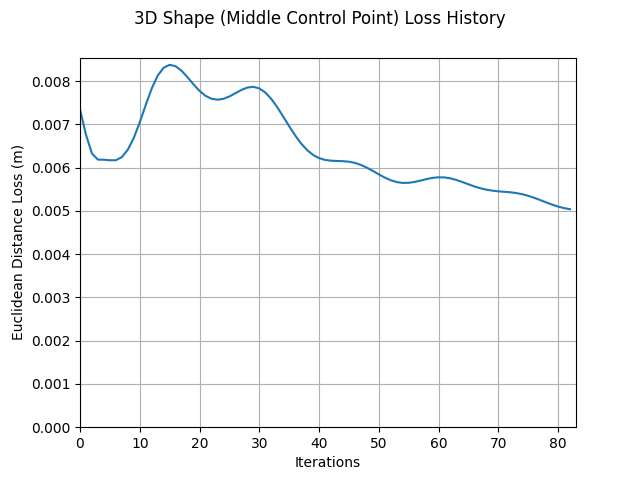 3D Shape (Middle Control Point) Loss History
0.008
0.007
0.006
0.005
0.004
0.003
0.002
0.001
0.000
Euclidean Distance Loss (m)
0 10 20 30 40 50 60 70 80
Iterations